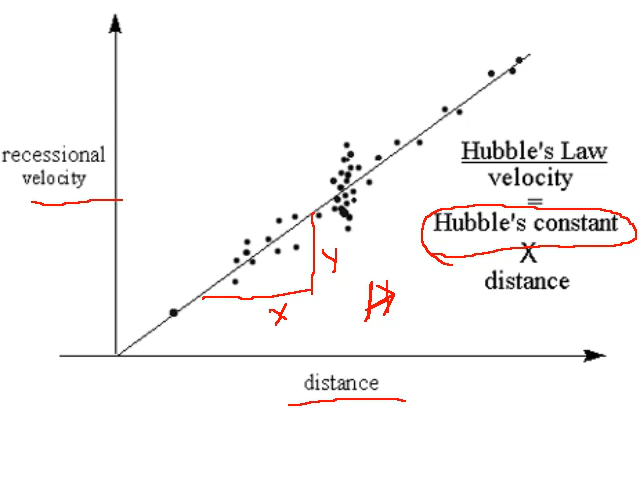 recessional
velocity
Hubble's Law
velocity
=
Hubble's constant
X
distance
y
x
distance